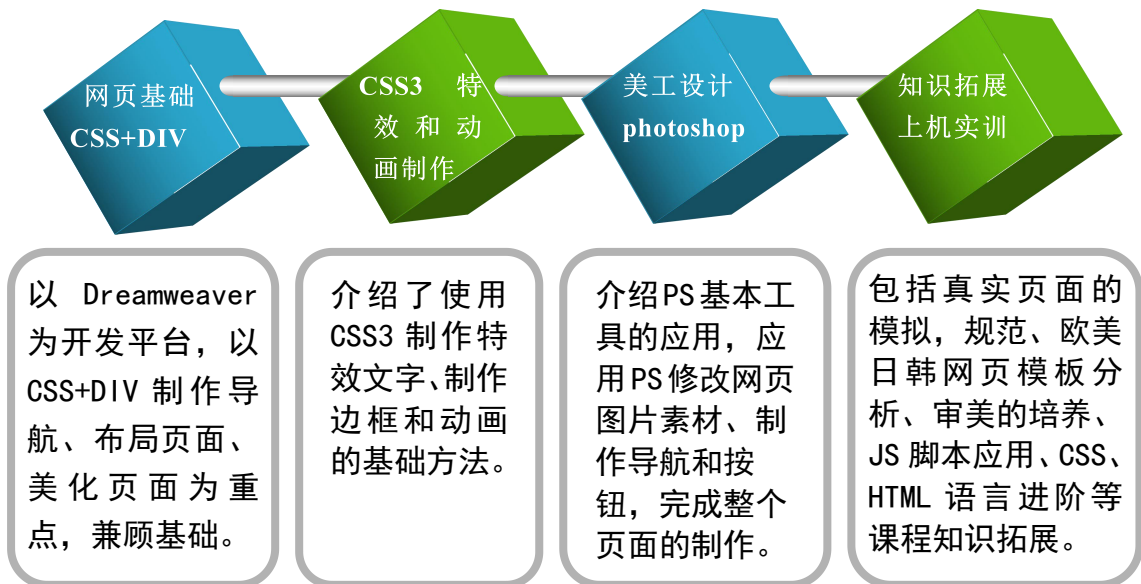 网页基础
CSS+DIV
CSS3 特
效和动
画制作
美工设计
photoshop
知识拓展
上机实训
以 Dreamweaver
为开发平台，以
CSS+DIV 制作导
航、布局页面、
美化页面为重
点，兼顾基础。
介绍了使用
CSS3 制作特
效文字、制作
边框和动画
的基础方法。
介绍PS基本工
具的应用，应
用PS修改网页
图片素材、制
作导航和按
钮，完成整个
页面的制作。
包括真实页面的
模拟，规范、欧美
日韩网页模板分
析、审美的培养、
JS 脚本应用、CSS、
HTML 语言进阶等
课程知识拓展。